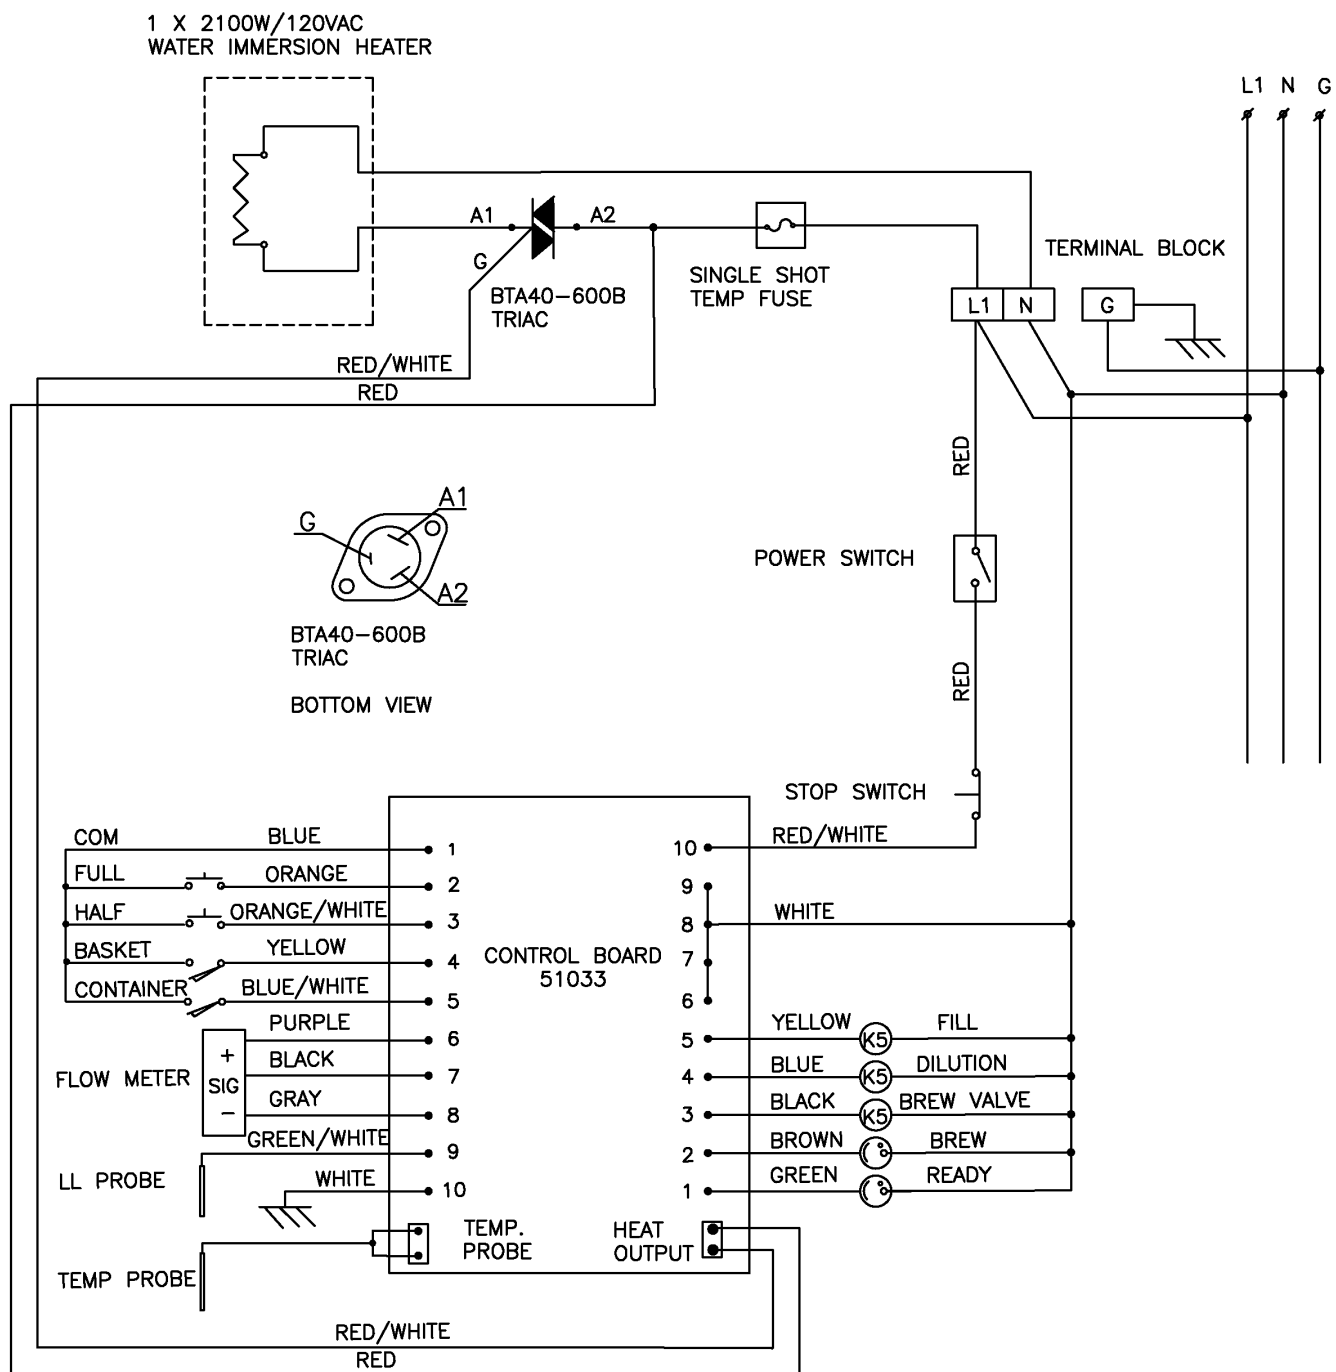 1 X 2100W/120VAC
WATER IMMERSION HEATER
L1 N G
A1 A2
G
BTA40-600B
TRIAC
SINGLE SHOT
TEMP FUSE
TERMINAL BLOCK
L1 N G
RED/WHITE
RED
RED
G
A1
A2
BTA40-600B
TRIAC
BOTTOM VIEW
POWER SWITCH
RED
STOP SWITCH
RED/WHITE
COM BLUE 1
FULL ORANGE 2
HALF ORANGE/WHITE 3
BASKET YELLOW 4
CONTAINER BLUE/WHITE 5
PURPLE 6
BLACK 7
GRAY 8
FLOW METER
+
SIG
-
GREEN/WHITE 9
LL PROBE
WHITE 10
TEMP PROBE
CONTROL BOARD
51033
TEMP.
PROBE
HEAT
OUTPUT
10
9
8 WHITE
7
6
5 YELLOW K5 FILL
4 BLUE K5 DILUTION
3 BLACK K5 BREW VALVE
2 BROWN BREW
1 GREEN READY
RED/WHITE
RED